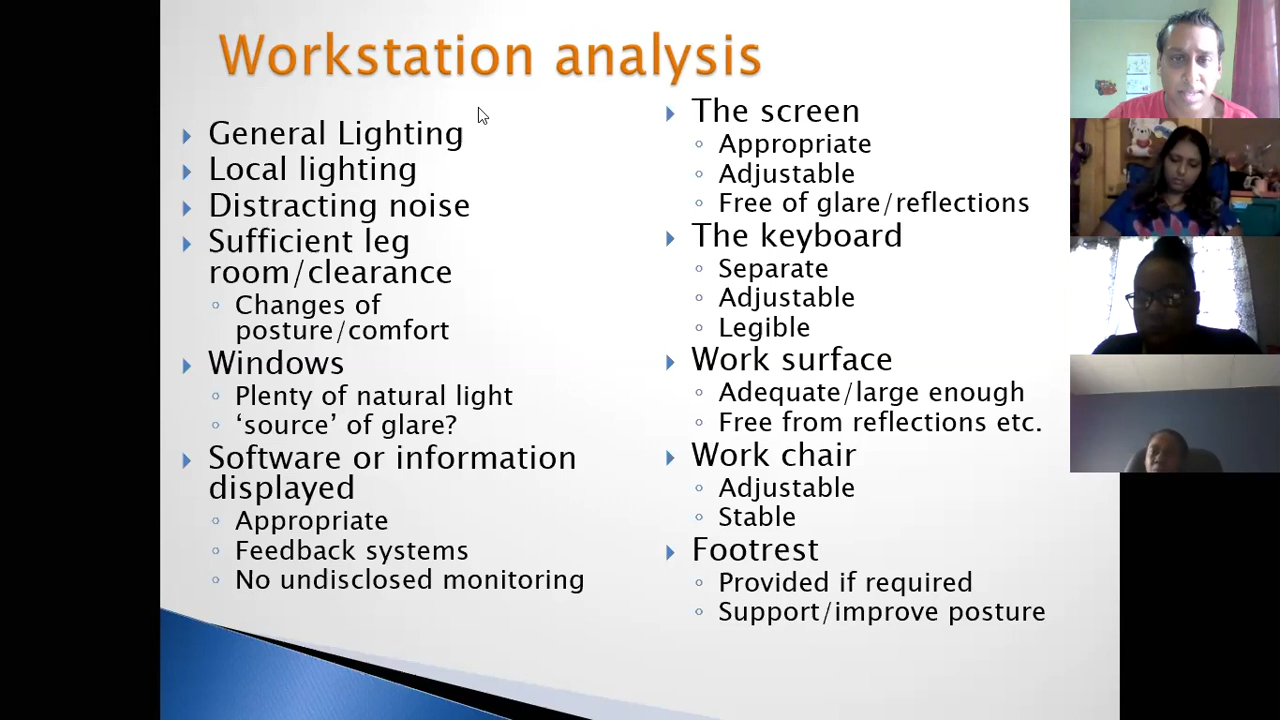 Workstation analysis
General Lighting
Local lighting
Distracting noise
Sufficient leg
room/clearance
Changes of
posture/comfort
Windows
Plenty of natural light
‘source’ of glare?
Software or information
displayed
Appropriate
Feedback systems
No undisclosed monitoring
The screen
Appropriate
Adjustable
Free of glare/reflections
The keyboard
Separate
Adjustable
Legible
Work surface
Adequate/large enough
Free from reflections etc.
Work chair
Adjustable
Stable
Footrest
Provided if required
Support/improve posture